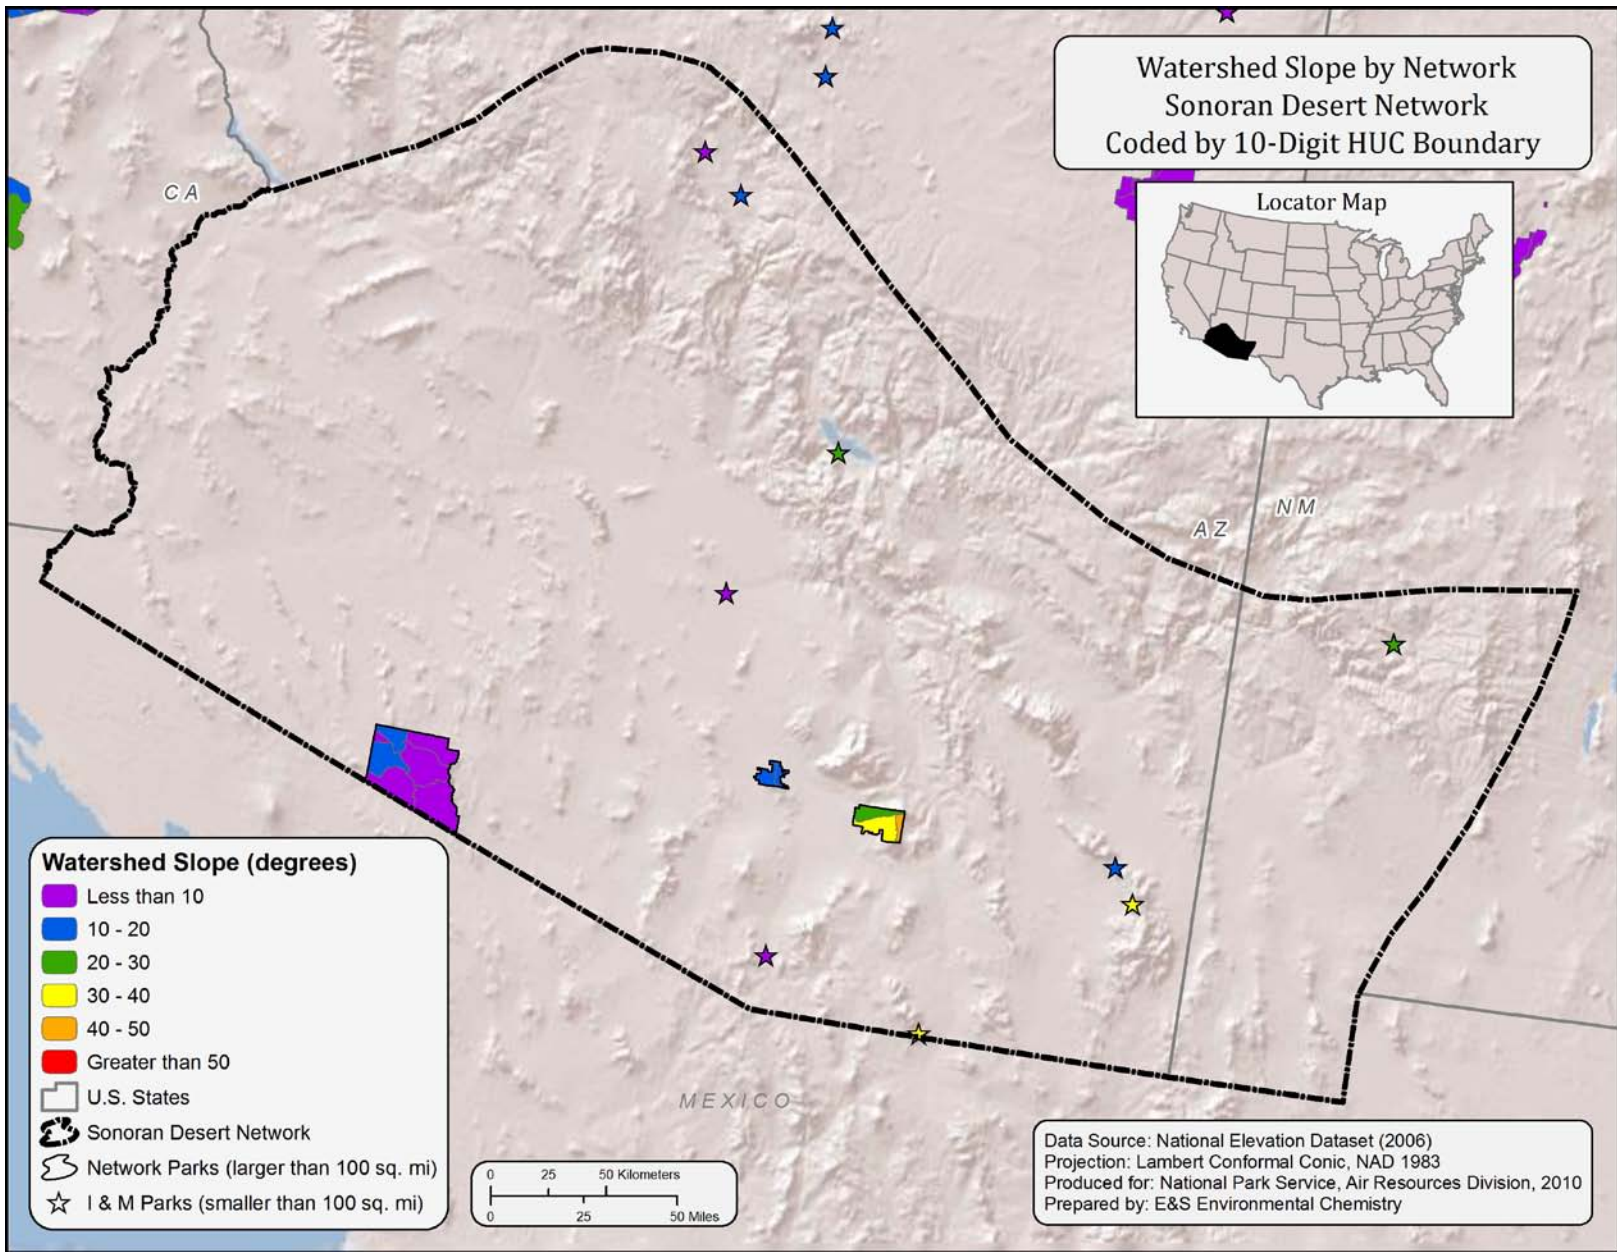 Watershed Slope by Network
Sonoran Desert Network
Coded by 10-Digit HUC Boundary
Locator Map
CA
AZ
NM
MEXICO
Watershed Slope (degrees)
Less than 10
10 - 20
20 - 30
30 - 40
40 - 50
Greater than 50
U.S. States
Sonoran Desert Network
Network Parks (larger than 100 sq. mi)
I & M Parks (smaller than 100 sq. mi)
0 25 50 Kilometers
0 25 50 Miles
Data Source: National Elevation Dataset (2006)
Projection: Lambert Conformal Conic, NAD 1983
Produced for: National Park Service, Air Resources Division, 2010
Prepared by: E&S Environmental Chemistry